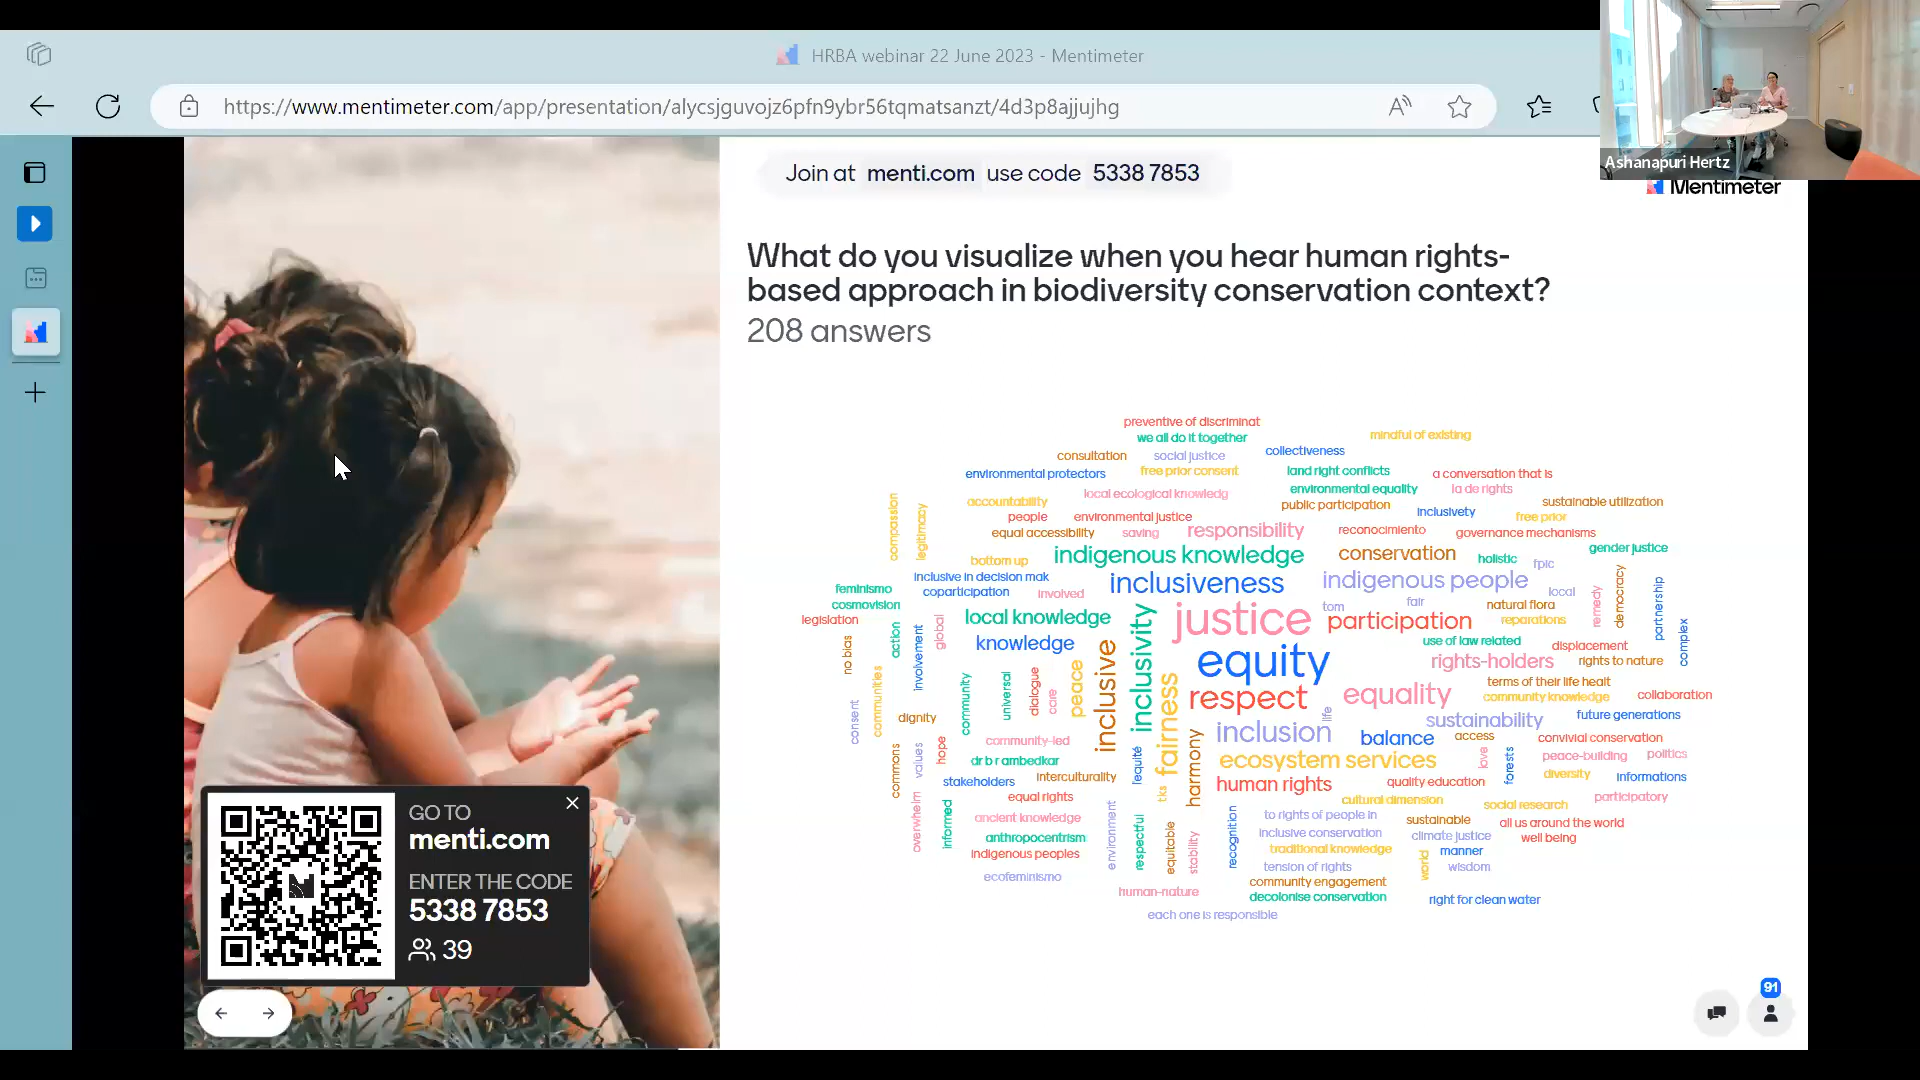 HRBA webinar 22 June 2023 - Mentimeter
https://www.mentimeter.com/app/presentation/alycsjguvojz6pfn9ybr56tqmatsanzt/4d3p8ajjujhg
Ashanapuri Hertz
Join at menti.com use code 5338 7853
Mentimeter
What do you visualize when you hear human rights-
based approach in biodiversity conservation context?
208 answers
preventive of discriminat
we all do it together
mindful of existing
consultation
social justice
collectiveness
environmental protectors
free prior consent
land right conflicts
a conversation that is
local ecological knowledg
environmental equality
la de rights
accountability
public participation
sustainable utilization
people
environmental justice
inclusivety
free prior
compassion
legitimacy
equal accessibility
saving
responsibility
reconocimiento
governance mechanisms
bottom up
indigenous knowledge
conservation
holistic
fpic
gender justice
inclusive in decision mak
inclusiveness
indigenous people
feminismo
coparticipation
involved
local
remedy
democracy
partnership
cosmovision
tom
fair
natural flora
legislation
action
global
local knowledge
justice
participation
reparations
complex
no bias
involvement
knowledge
inclusivity
use of law related
displacement
equity
rights-holders
rights to nature
communities
community
universal
dialogue
care
peace
inclusive
fairness
respect
equality
terms of their life healt
community knowledge
collaboration
consent
dignity
life
sustainability
future generations
inclusion
balance
access
convivial conservation
commons
values
hope
community-led
harmony
ecosystem services
love
forests
peace-building
politics
dr b r ambedkar
lequité
stakeholders
interculturality
human rights
quality education
diversity
informations
equal rights
tks
cultural dimension
social research
participatory
overwhelm
informed
ancient knowledge
environment
respectful
equitable
stability
recognition
to rights of people in
sustainable
all us around the world
anthropocentrism
inclusive conservation
climate justice
well being
indigenous peoples
traditional knowledge
world
manner
ecofeminismo
tension of rights
wisdom
human-nature
community engagement
decolonise conservation
right for clean water
each one is responsible
GO TO
menti.com
ENTER THE CODE
5338 7853
39
91